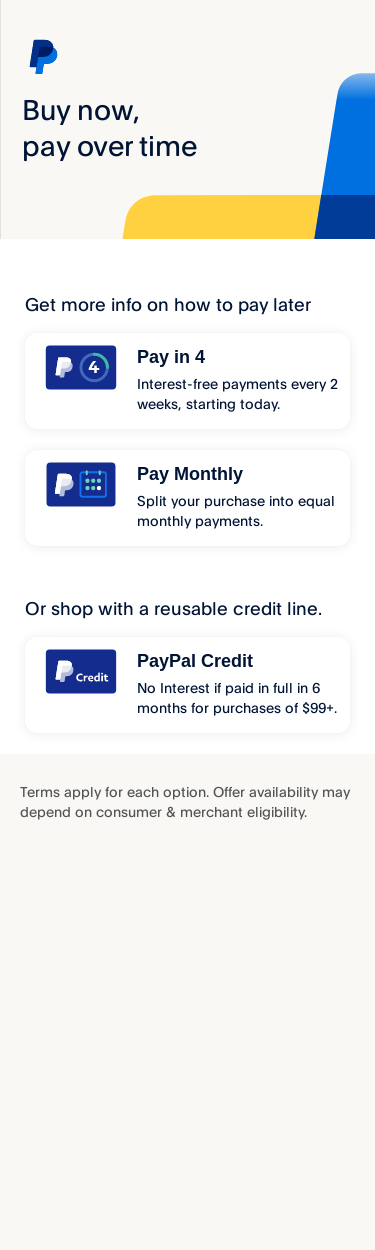 Buy now,
pay over time
Get more info on how to pay later
4
Pay in 4
Interest-free payments every 2
weeks, starting today.
Pay Monthly
Split your purchase into equal
monthly payments.
Or shop with a reusable credit line.
Credit
PayPal Credit
No Interest if paid in full in 6
months for purchases of $99+.
Terms apply for each option. Offer availability may
depend on consumer & merchant eligibility.